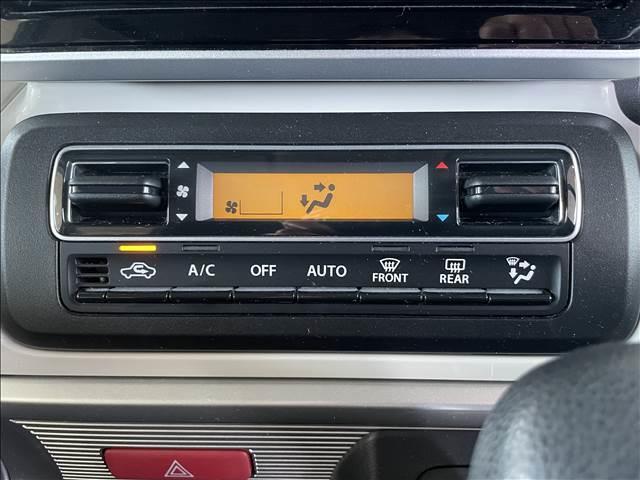 A/C OFF AUTO FRONT REAR